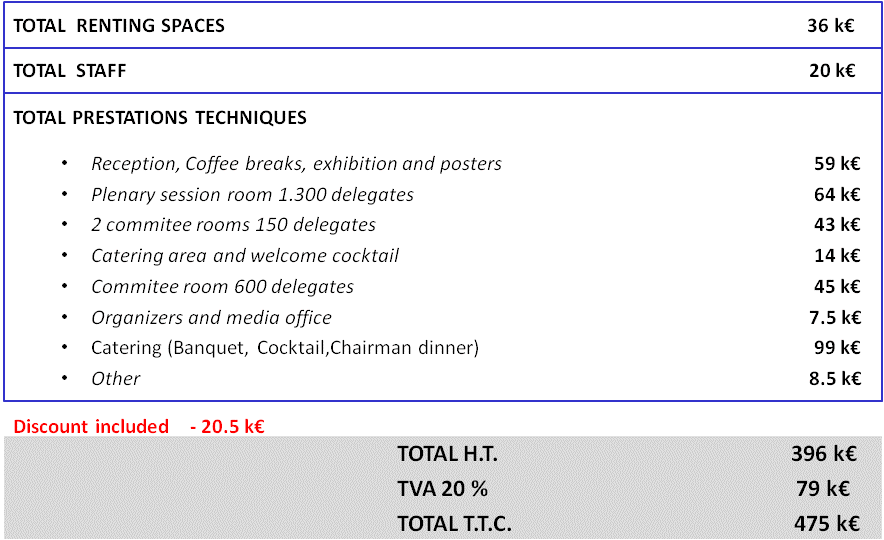 TOTAL RENTING SPACES 36 k€
TOTAL STAFF 20 k€
TOTAL PRESTATIONS TECHNIQUES
• Reception, Coffee breaks, exhibition and posters 59 k€
• Plenary session room 1.300 delegates 64 k€
• 2 commitee rooms 150 delegates 43 k€
• Catering area and welcome cocktail 14 k€
• Commitee room 600 delegates 45 k€
• Organizers and media office 7.5 k€
• Catering (Banquet, Cocktail,Chairman dinner) 99 k€
• Other 8.5 k€
Discount included - 20.5 k€
TOTAL H.T. 396 k€
TVA 20 % 79 k€
TOTAL T.T.C. 475 k€